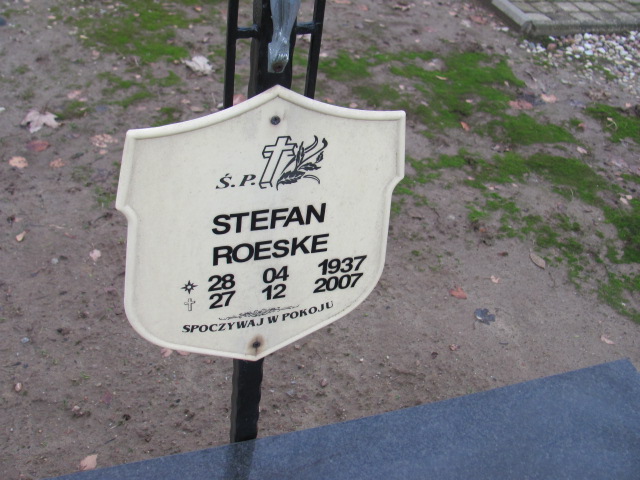 Ś.P.
STEFAN
ROESKE
28 04 1937
27 12 2007
SPOCZYWAJ W POKOJU